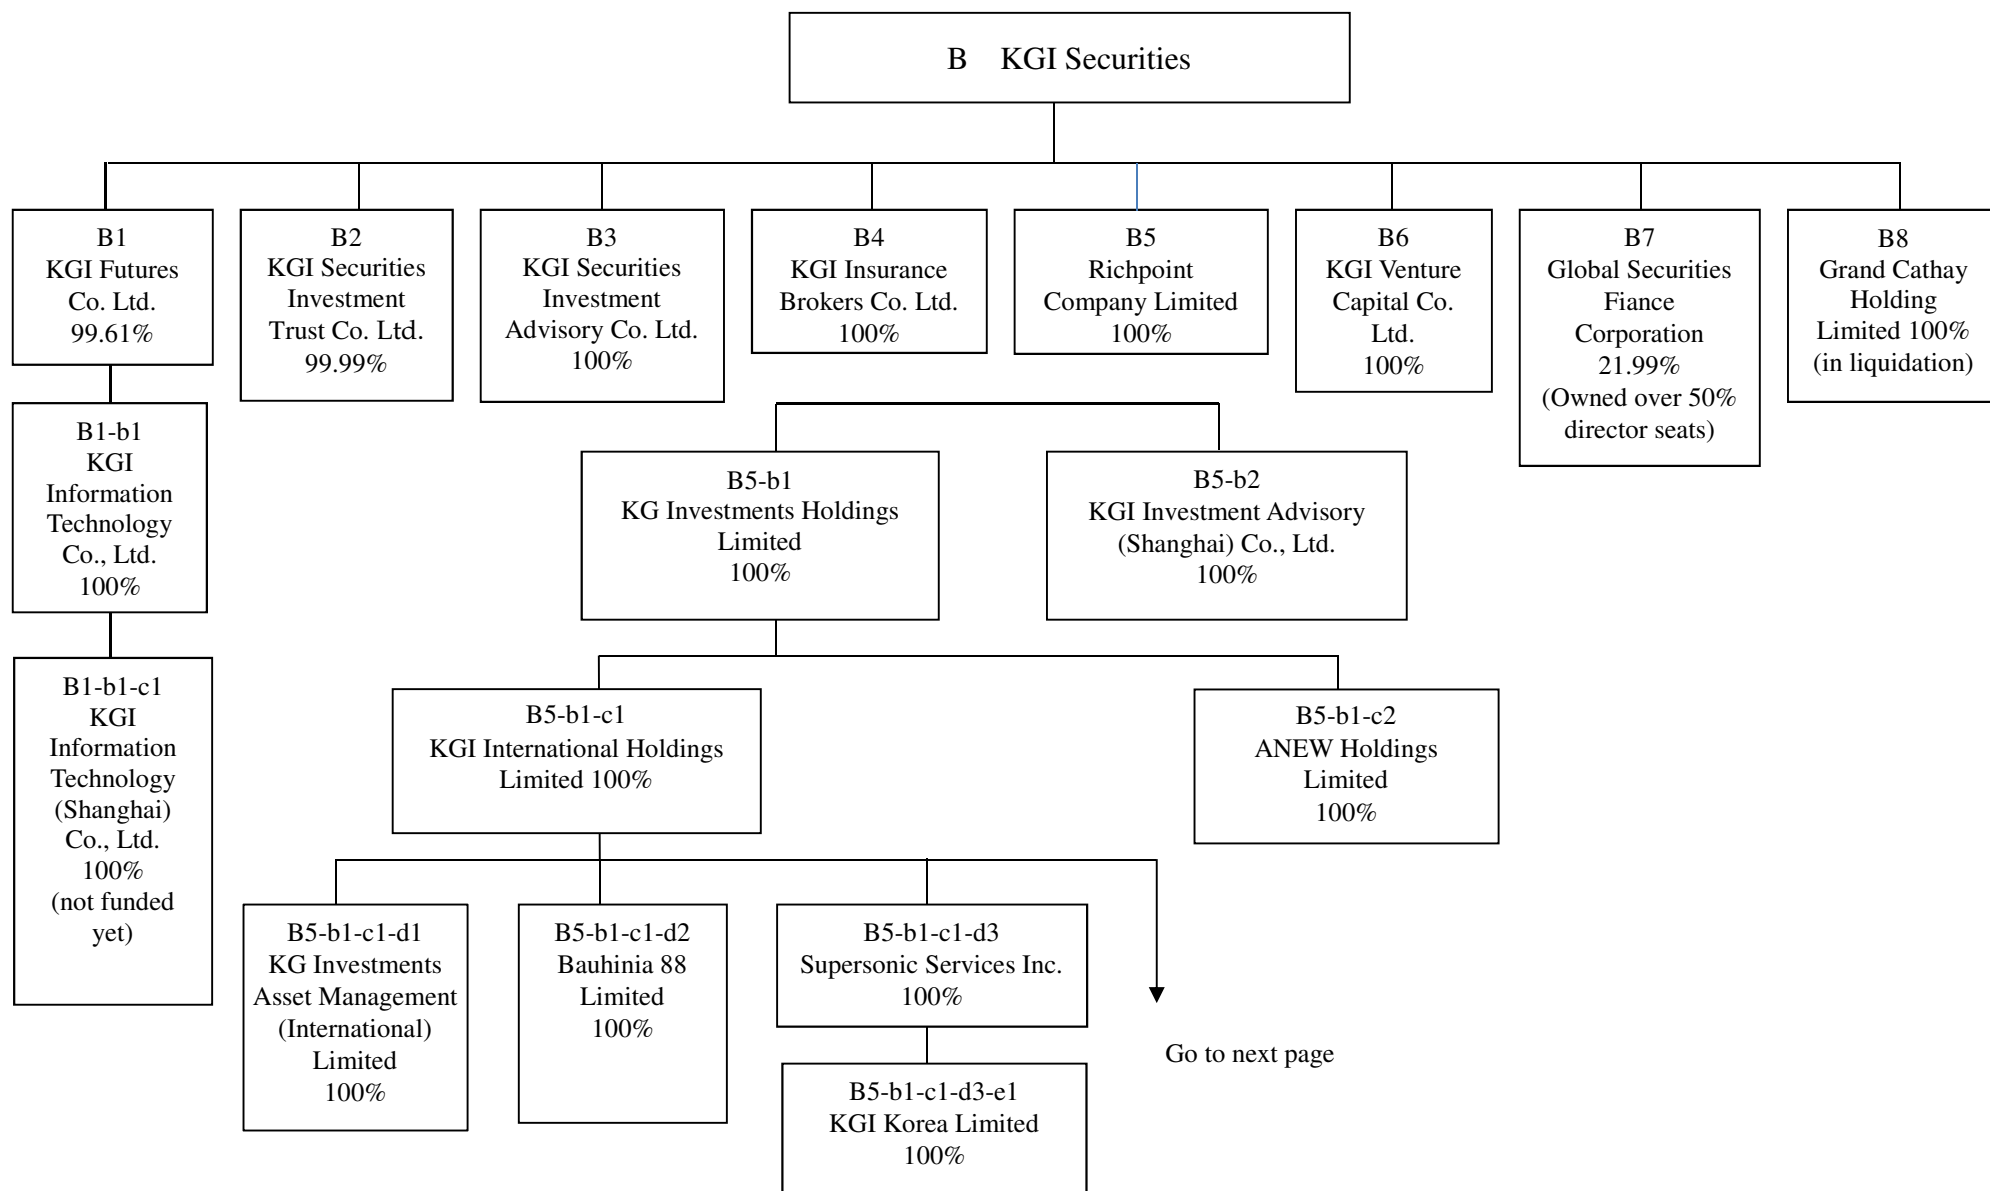 B KGI Securities
B1
KGI Futures
Co. Ltd.
99.61%
B2
KGI Securities
Investment
Trust Co. Ltd.
99.99%
B3
KGI Securities
Investment
Advisory Co. Ltd.
100%
B4
KGI Insurance
Brokers Co. Ltd.
100%
B5
Richpoint
Company Limited
100%
B6
KGI Venture
Capital Co.
Ltd.
100%
B7
Global Securities
Fiance
Corporation
21.99%
(Owned over 50%
director seats)
B8
Grand Cathay
Holding
Limited 100%
(in liquidation)
B1-b1
KGI
Information
Technology
Co., Ltd.
100%
B5-b1
KG Investments Holdings
Limited
100%
B5-b2
KGI Investment Advisory
(Shanghai) Co., Ltd.
100%
B1-b1-c1
KGI
Information
Technology
(Shanghai)
Co., Ltd.
100%
(not funded
yet)
B5-b1-c1
KGI International Holdings
Limited 100%
B5-b1-c2
ANEW Holdings
Limited
100%
B5-b1-c1-d1
KG Investments
Asset Management
(International)
Limited
100%
B5-b1-c1-d2
Bauhinia 88
Limited
100%
B5-b1-c1-d3
Supersonic Services Inc.
100%
Go to next page
B5-b1-c1-d3-e1
KGI Korea Limited
100%